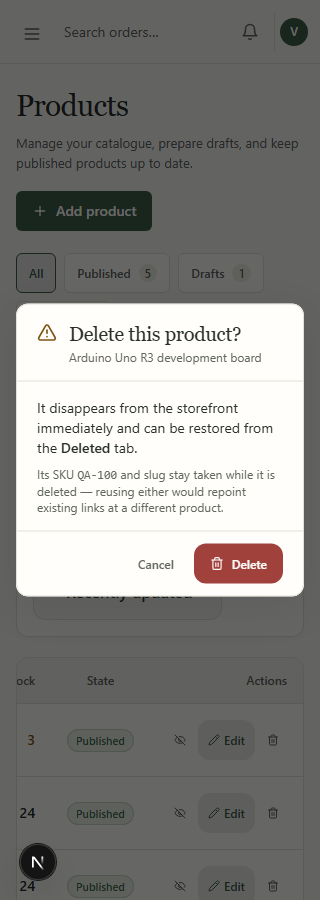 Search orders...
V
Products
Manage your catalogue, prepare drafts, and keep
published products up to date.
+ Add product
All
Published 5
Drafts 1
Delete this product?
Arduino Uno R3 development board
It disappears from the storefront
immediately and can be restored from
the Deleted tab.
Its SKU QA-100 and slug stay taken while it is
deleted — reusing either would repoint
existing links at a different product.
Cancel
Delete
Recently updated
ock State Actions
3 Published Edit
24 Published Edit
N
24 Published Edit